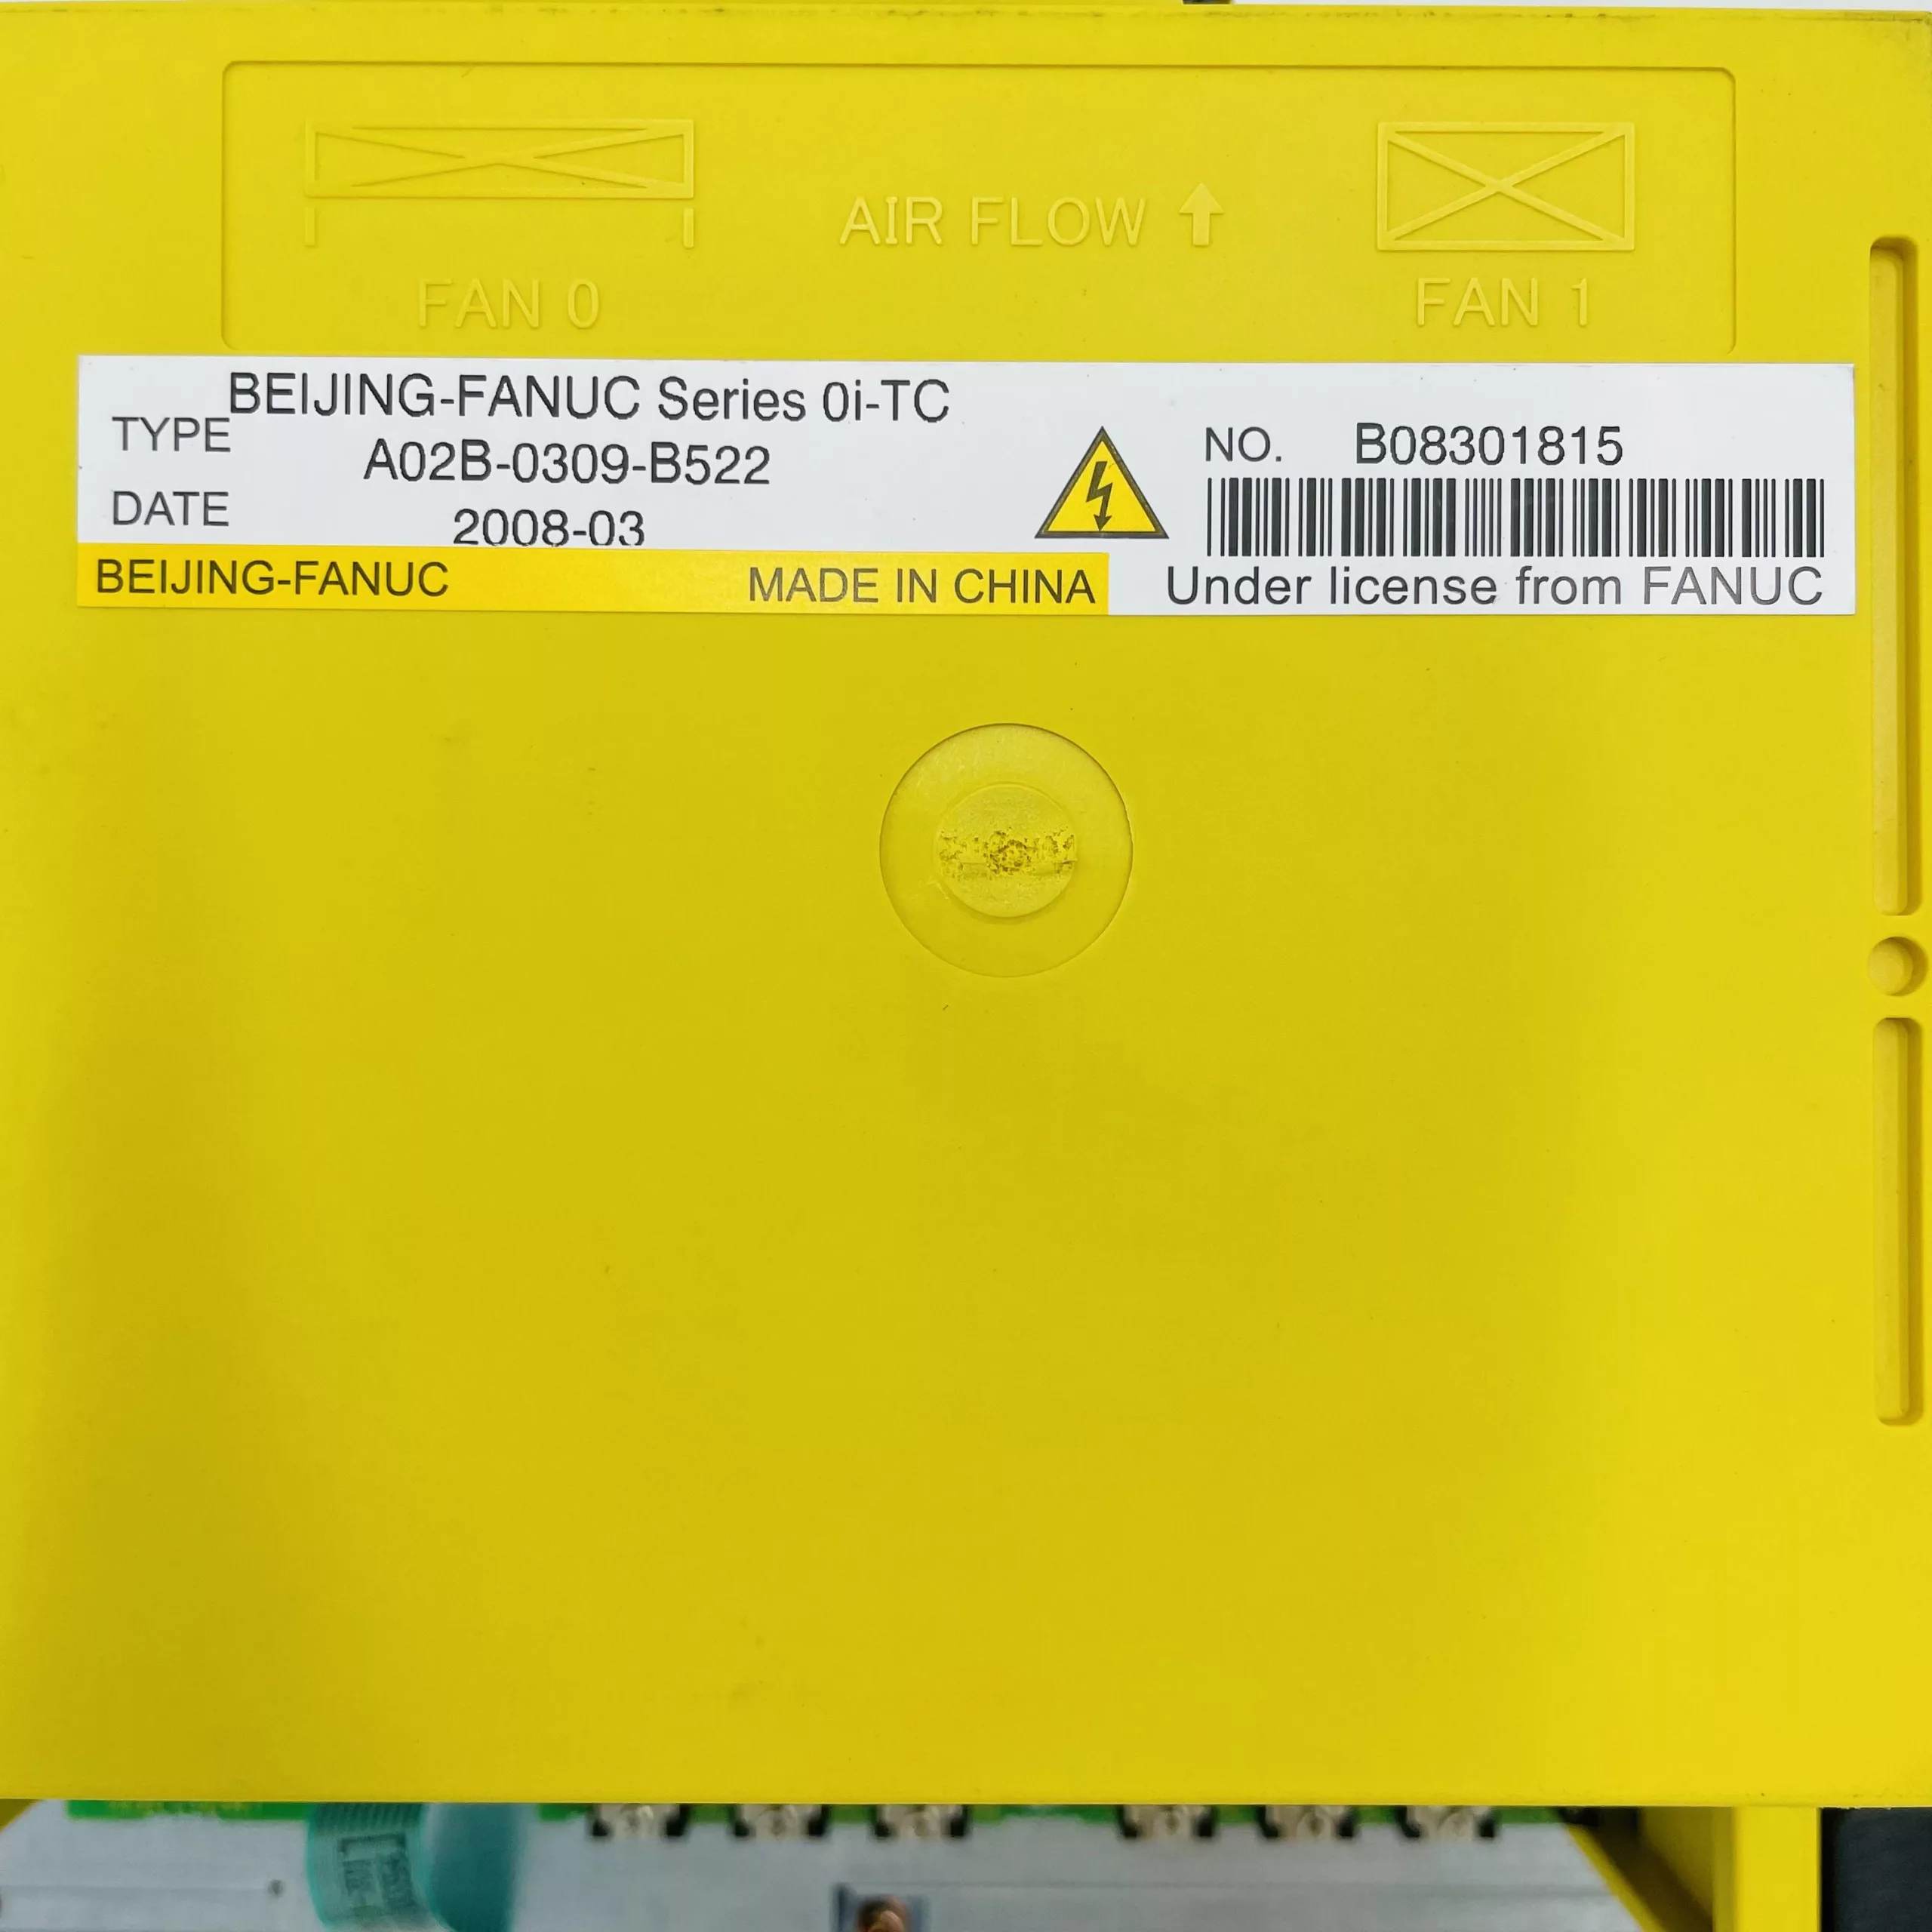 AIR FLOW ↑
FAN 0
FAN 1
BEIJING-FANUC Series 0i-TC
TYPE
A02B-0309-B522
DATE
2008-03
NO. B08301815
BEIJING-FANUC
MADE IN CHINA
Under license from FANUC